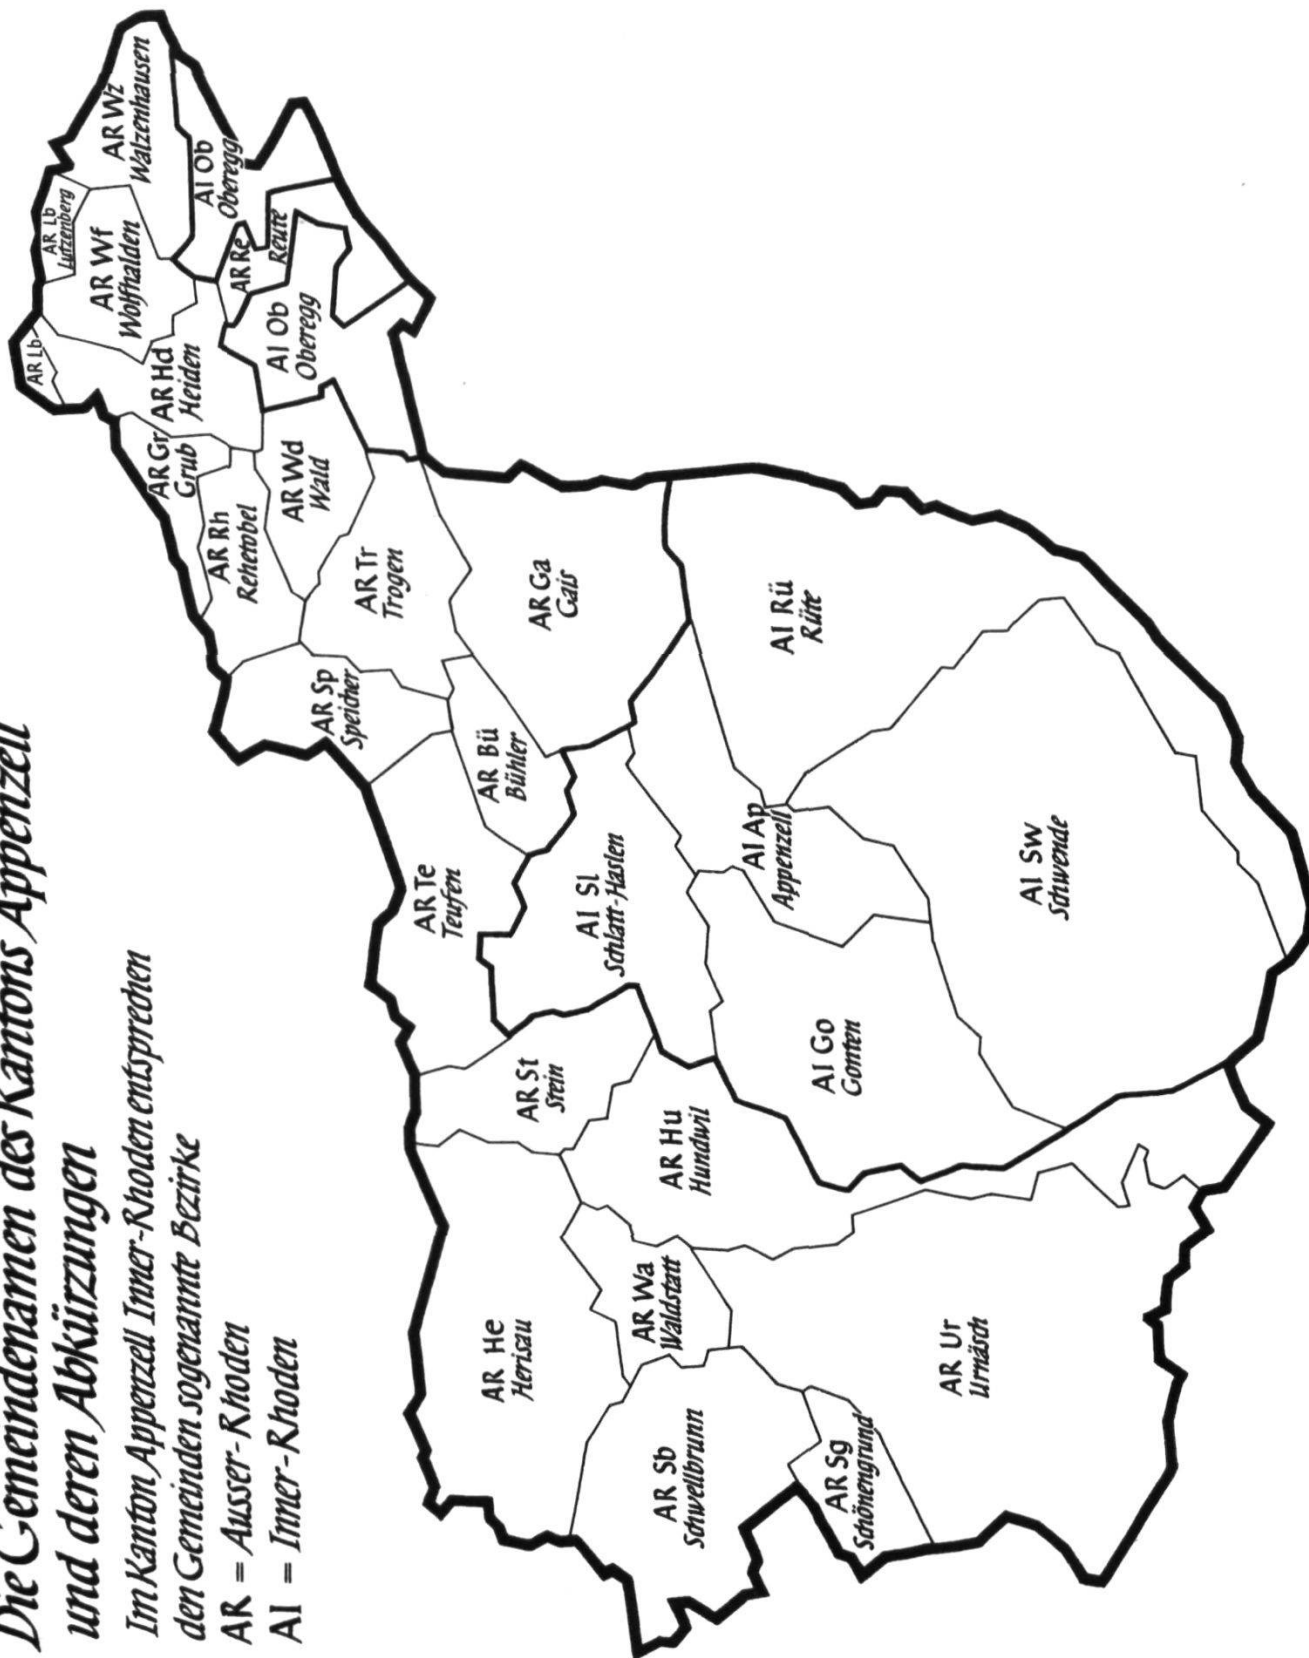 Die Gemeindenamen des Kantons Appenzell
und deren Abkürzungen
Im Kanton Appenzell Inner-Rhoden entsprechen
den Gemeinden sogenannte Bezirke
AR = Ausser-Rhoden
AI = Inner-Rhoden
AR Lb
AR Lb
Lutzenberg
AR Wz
Walzenhausen
AR Wf
Wolfhalden
AI Ob
Oberegg
AR Hd
Heiden
AR Re
Reute
AI Ob
Oberegg
AR Gr
Grub
AR Rh
Rehetobel
AR Wd
Wald
AR Sp
Speicher
AR Tr
Trogen
AR Te
Teufen
AR Bü
Bühler
AR Ga
Gais
AR He
Herisau
AR St
Stein
AI Sl
Schlatt-Haslen
AR Wa
Waldstatt
AR Hu
Hundwil
AR Sb
Schwellbrunn
AI Ap
Appenzell
AI Rü
Rüte
AI Go
Gonten
AR Sg
Schönengrund
AR Ur
Urnäsch
AI Sw
Schwende